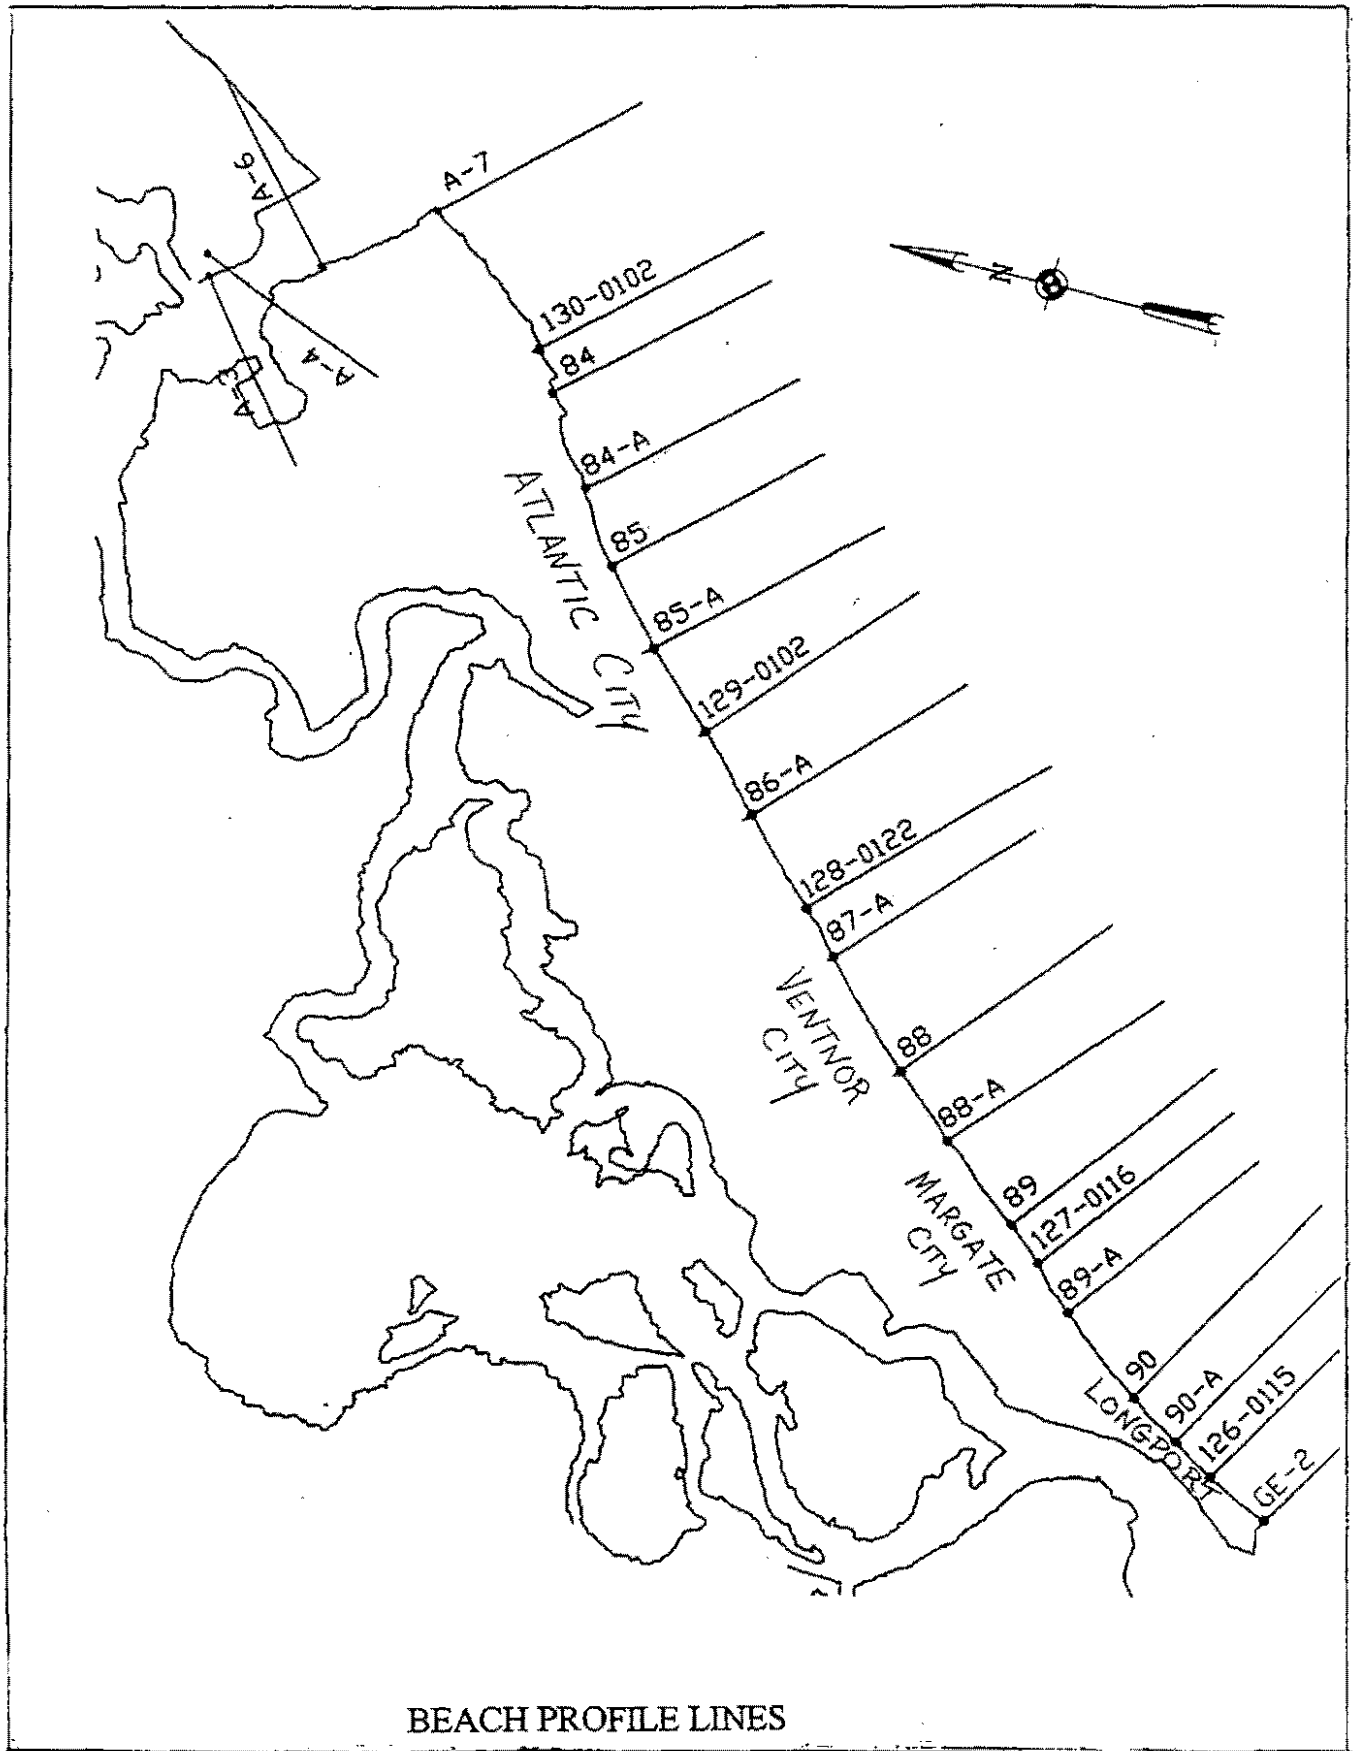 A-6
A-7
A-3
A-4
130-0102
84
84-A
85
85-A
129-0102
86-A
128-0122
87-A
88
88-A
89
127-0116
89-A
90
90-A
126-0115
GE-2
N
ATLANTIC CITY
VENTNOR
CITY
MARGATE
CITY
LONGPORT
BEACH PROFILE LINES